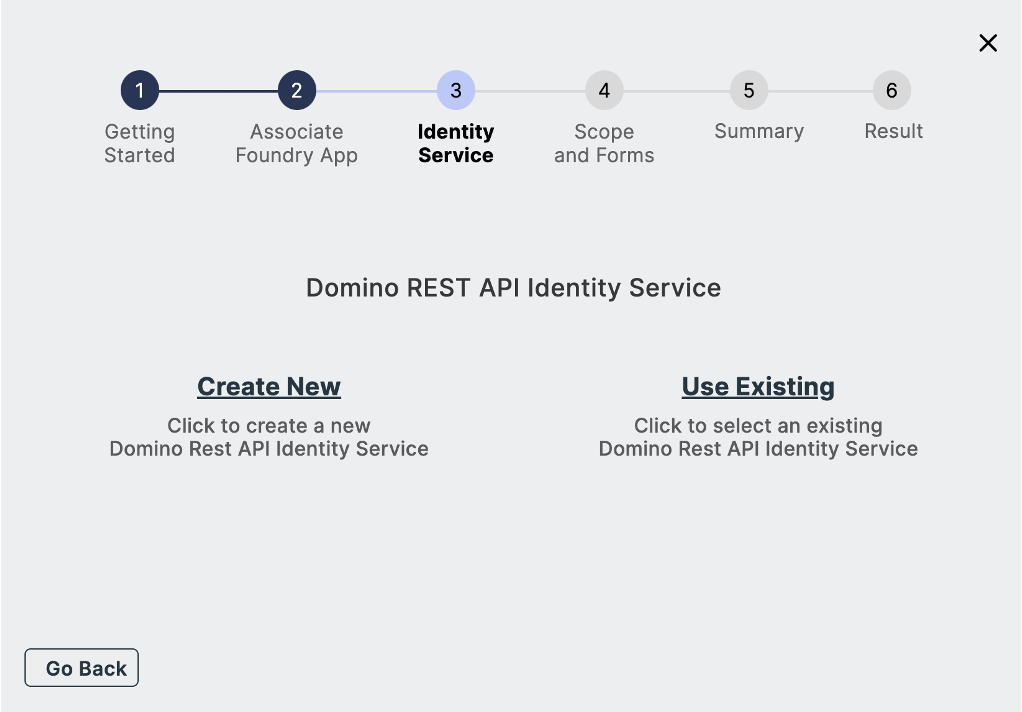 1 2 3 4 5 6
Getting Associate Identity Scope Summary Result
Started Foundry App Service and Forms
Domino REST API Identity Service
Create New Use Existing
Click to create a new Click to select an existing
Domino Rest API Identity Service Domino Rest API Identity Service
Go Back